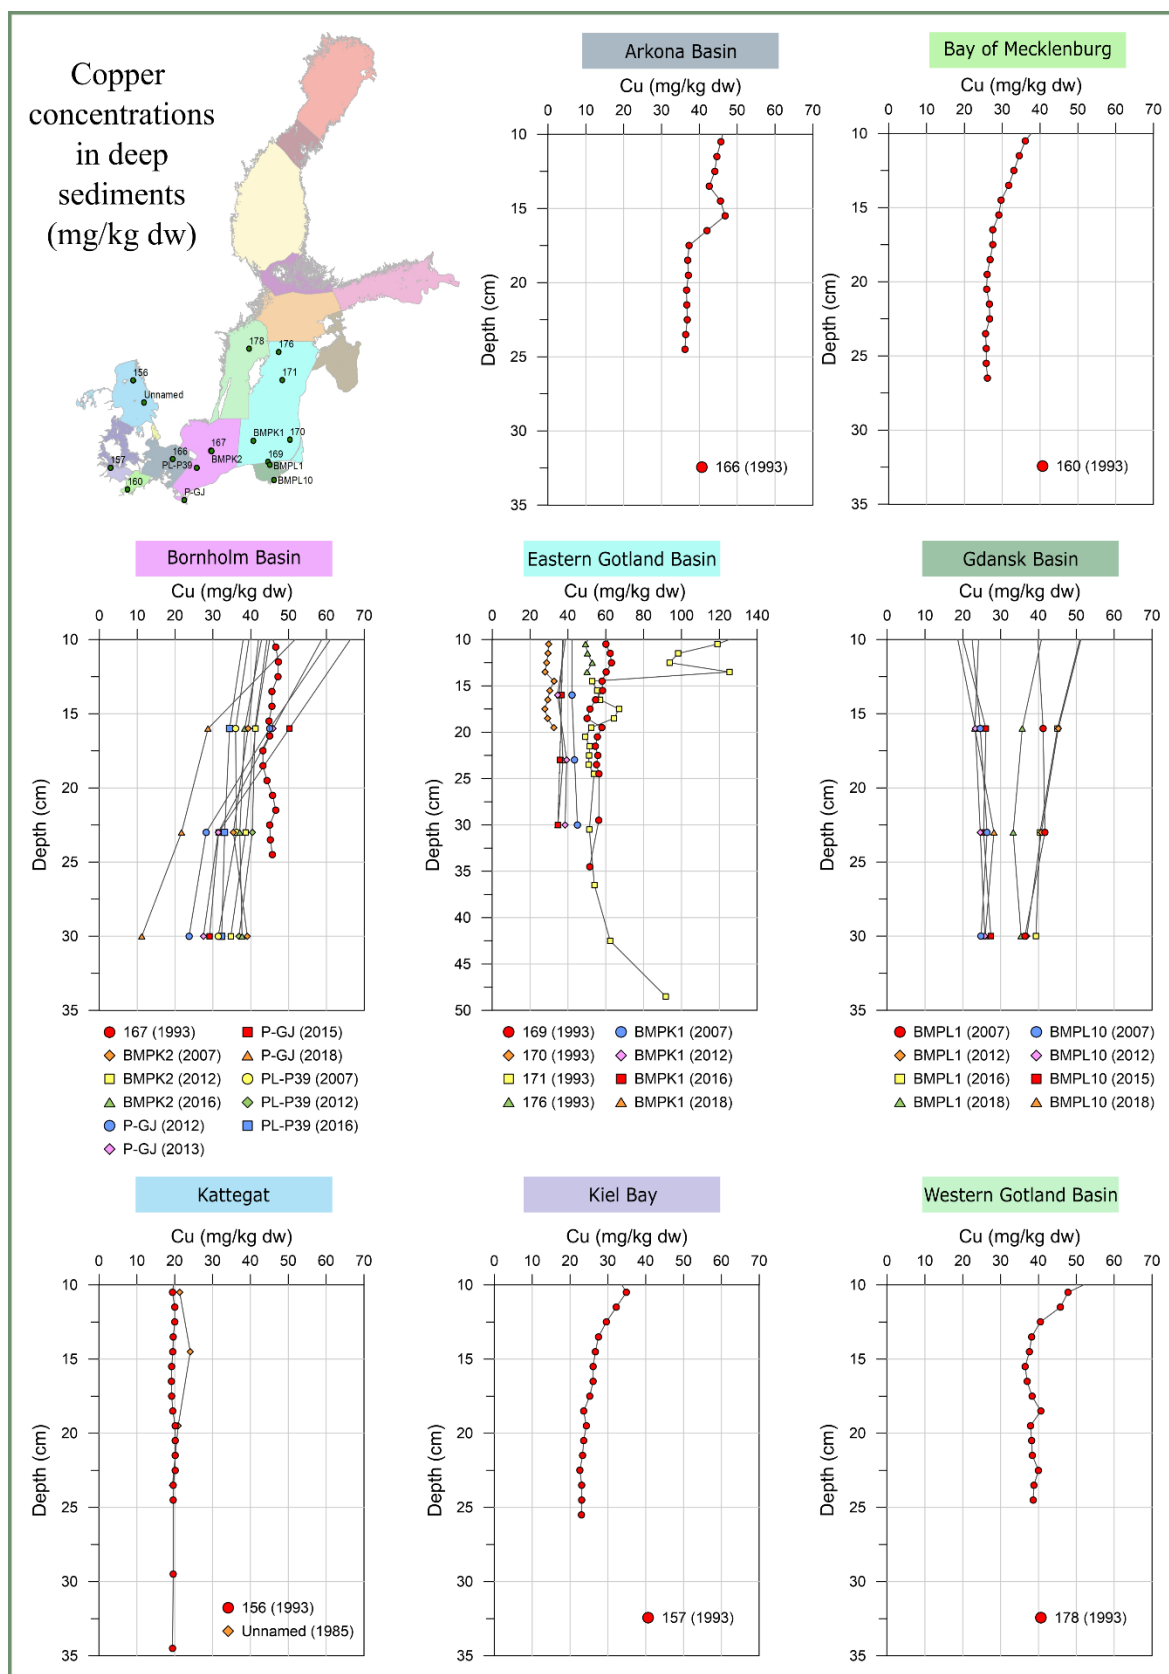 Copper
concentrations
in deep
sediments
(mg/kg dw)
178
176
171
156
Unnamed
157
160
166
PL-P39
167
BMPK2
P-GJ
BMPK1
170
169
BMPL1
BMPL10
Arkona Basin
Cu (mg/kg dw)
0 10 20 30 40 50 60 70
Depth (cm)
10
15
20
25
30
35
166 (1993)
Bay of Mecklenburg
Cu (mg/kg dw)
0 10 20 30 40 50 60 70
Depth (cm)
10
15
20
25
30
35
160 (1993)
Bornholm Basin
Cu (mg/kg dw)
0 10 20 30 40 50 60 70
Depth (cm)
10
15
20
25
30
35
167 (1993)
BMPK2 (2007)
BMPK2 (2012)
BMPK2 (2016)
P-GJ (2012)
P-GJ (2013)
P-GJ (2015)
P-GJ (2018)
PL-P39 (2007)
PL-P39 (2012)
PL-P39 (2016)
Eastern Gotland Basin
Cu (mg/kg dw)
0 20 40 60 80 100 120 140
Depth (cm)
10
15
20
25
30
35
40
45
50
169 (1993)
170 (1993)
171 (1993)
176 (1993)
BMPK1 (2007)
BMPK1 (2012)
BMPK1 (2016)
BMPK1 (2018)
Gdansk Basin
Cu (mg/kg dw)
0 10 20 30 40 50 60 70
Depth (cm)
10
15
20
25
30
35
BMPL1 (2007)
BMPL1 (2012)
BMPL1 (2016)
BMPL1 (2018)
BMPL10 (2007)
BMPL10 (2012)
BMPL10 (2015)
BMPL10 (2018)
Kattegat
Cu (mg/kg dw)
0 10 20 30 40 50 60 70
Depth (cm)
10
15
20
25
30
35
156 (1993)
Unnamed (1985)
Kiel Bay
Cu (mg/kg dw)
0 10 20 30 40 50 60 70
Depth (cm)
10
15
20
25
30
35
157 (1993)
Western Gotland Basin
Cu (mg/kg dw)
0 10 20 30 40 50 60 70
Depth (cm)
10
15
20
25
30
35
178 (1993)